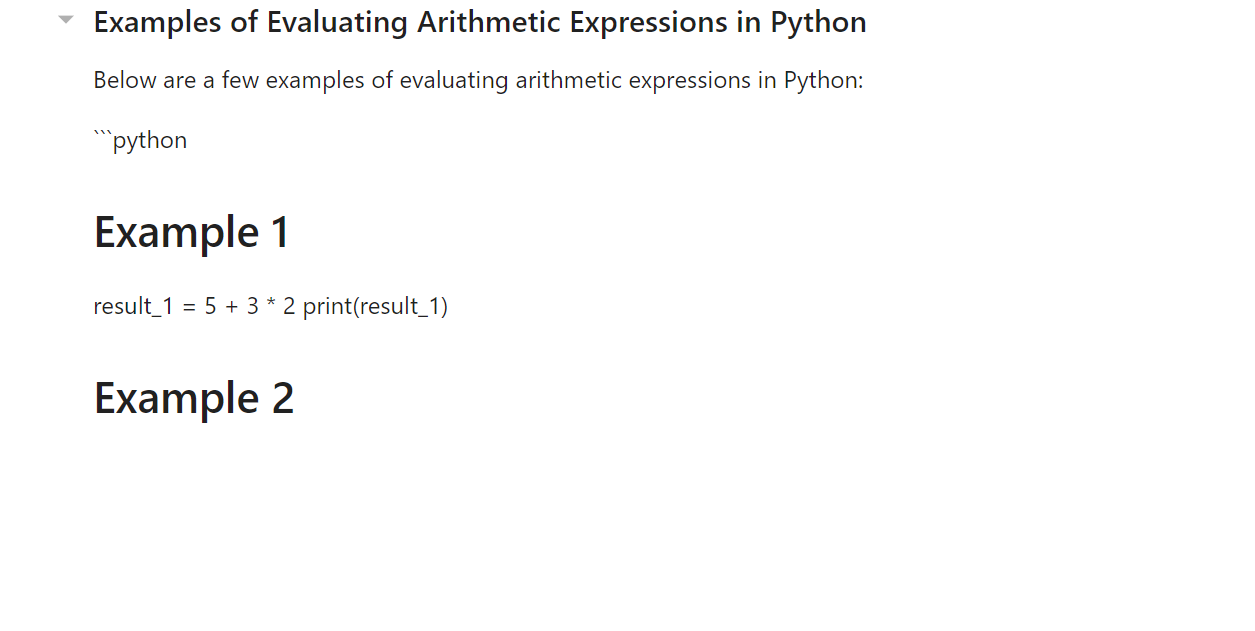 Examples of Evaluating Arithmetic Expressions in Python
Below are a few examples of evaluating arithmetic expressions in Python:
```python
Example 1
result_1 = 5 + 3 * 2 print(result_1)
Example 2